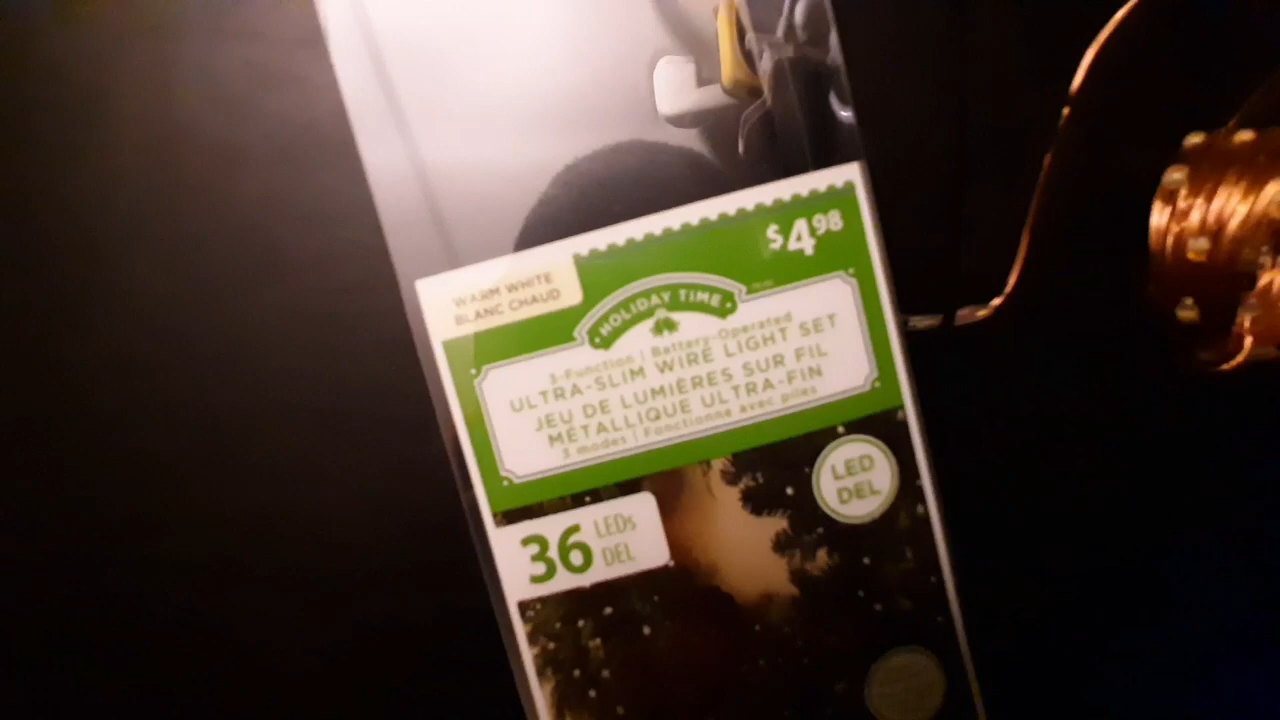 $4.98
WARM WHITE
BLANC CHAUD
HOLIDAY TIME
3-Function | Battery-Operated
ULTRA-SLIM WIRE LIGHT SET
JEU DE LUMIÈRES SUR FIL
MÉTALLIQUE ULTRA-FIN
3 modes | Fonctionne avec piles
LED
DEL
36 LEDs
DEL